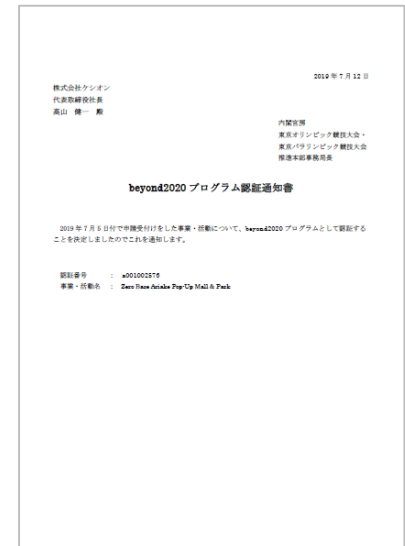 2019 年 7 月 12 日
株式会社ケシオン
代表取締役社長
高山 健一 殿
内閣官房
東京オリンピック競技大会・
東京パラリンピック競技大会
推進本部事務局長
beyond2020 プログラム認証通知書
2019 年 7 月 5 日付で申請受付けをした事業・活動について、beyond2020 プログラムとして認証する
ことを決定しましたのでこれを通知します。
認証番号 : a001002576
事業・活動名 : Zero Base Ariake Pop-Up Mall & Park